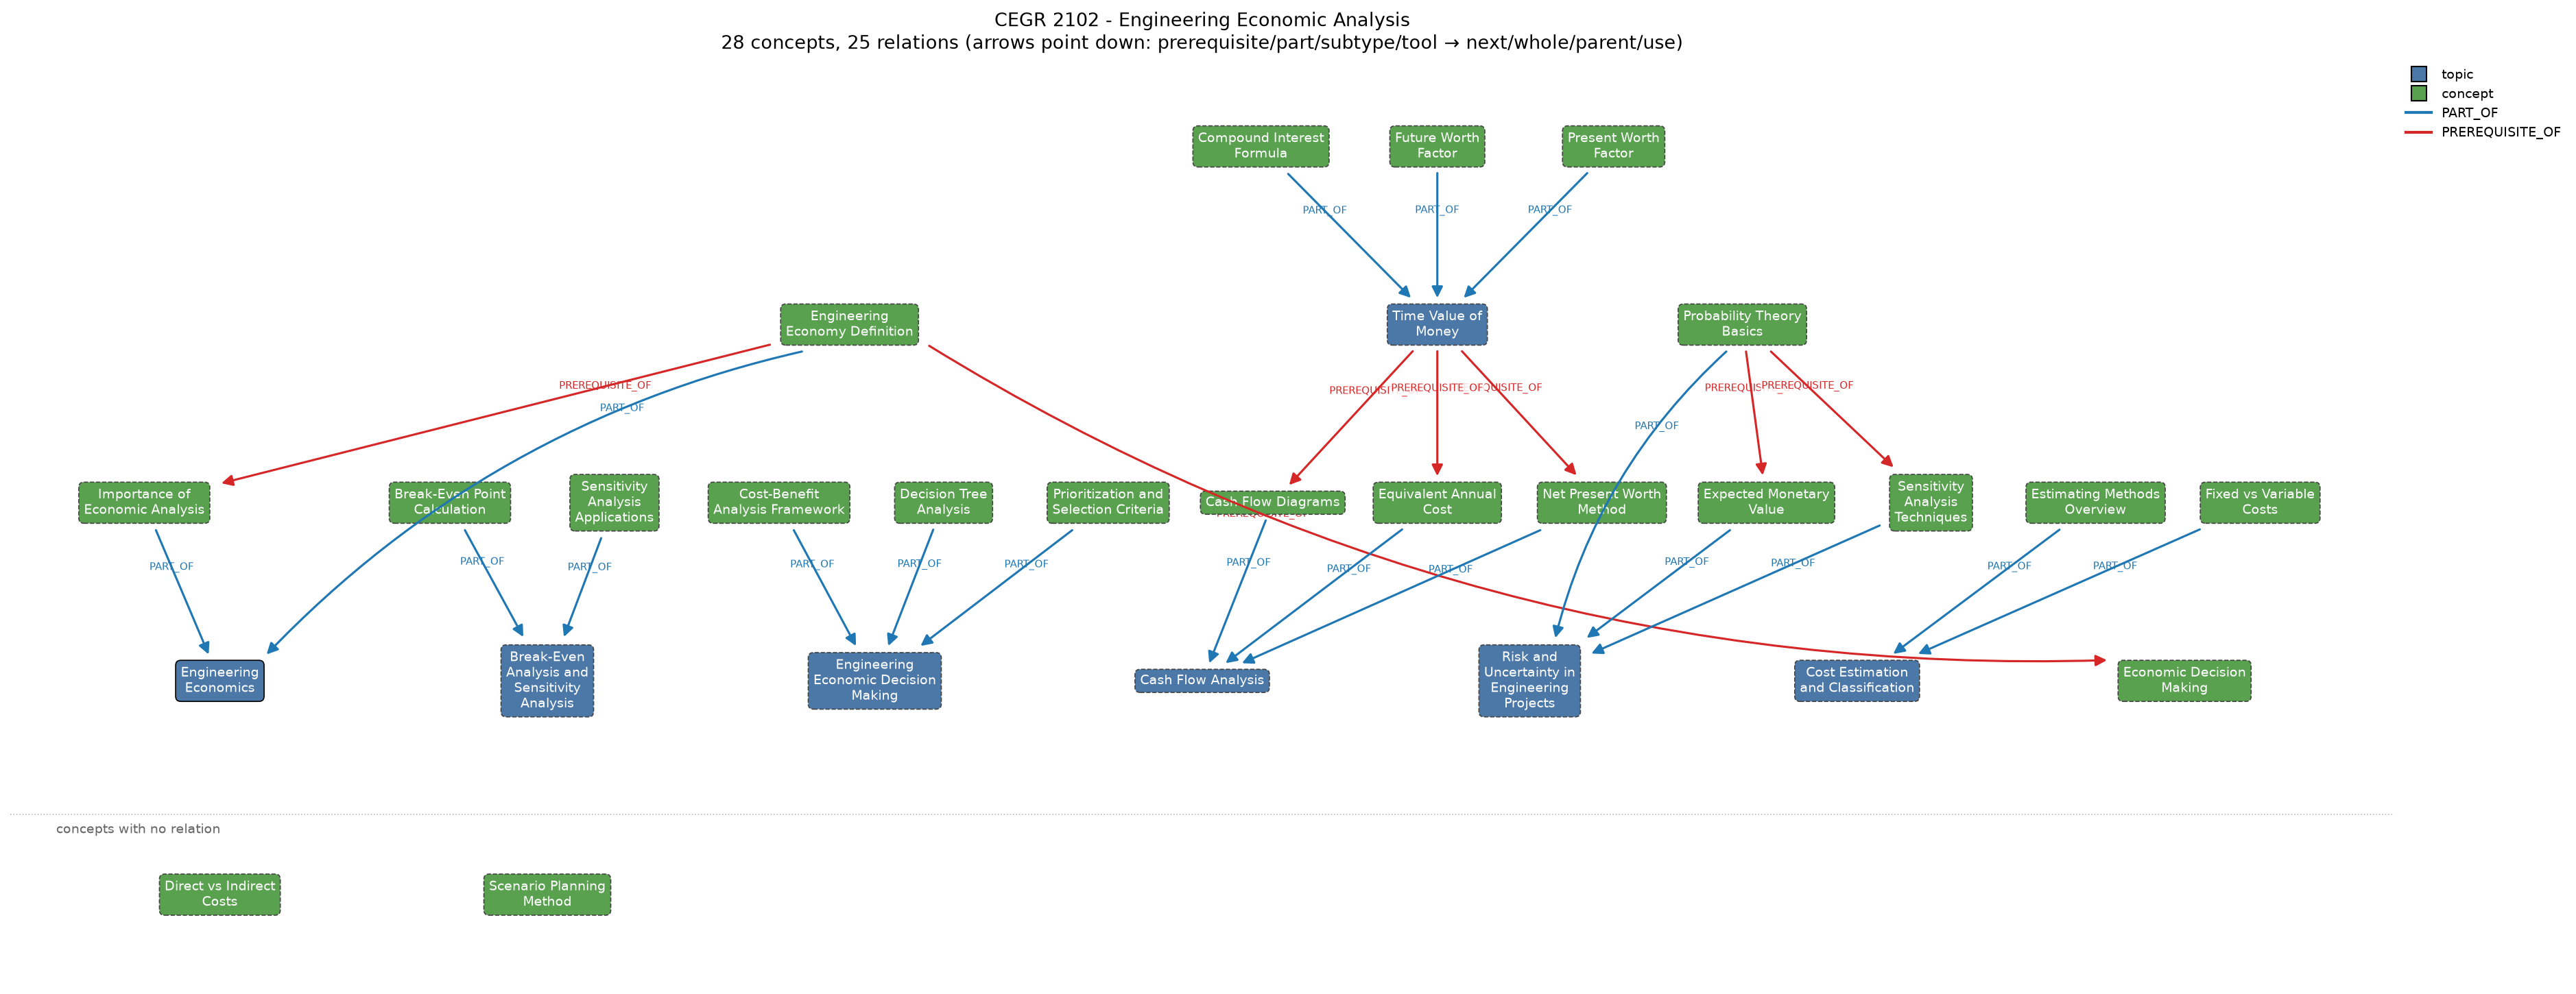 CEGR 2102 - Engineering Economic Analysis
28 concepts, 25 relations (arrows point down: prerequisite/part/subtype/tool → next/whole/parent/use)
topic
concept
PART_OF
PREREQUISITE_OF
Compound Interest
Formula
Future Worth
Factor
Present Worth
Factor
PART_OF
PART_OF
PART_OF
Engineering
Economy Definition
Time Value of
Money
Probability Theory
Basics
PREREQUISITE_OF
PART_OF
PREREQUISI
PREREQUISITE_OF
QUISITE_OF
PREREQUIS
PREREQUISITE_OF
PART_OF
Importance of
Economic Analysis
Break-Even Point
Calculation
Sensitivity
Analysis
Applications
Cost-Benefit
Analysis Framework
Decision Tree
Analysis
Prioritization and
Selection Criteria
Cash Flow Diagrams
PREREQUISITE_OF
Equivalent Annual
Cost
Net Present Worth
Method
Expected Monetary
Value
Sensitivity
Analysis
Techniques
Estimating Methods
Overview
Fixed vs Variable
Costs
PART_OF
PART_OF
PART_OF
PART_OF
PART_OF
PART_OF
PART_OF
PART_OF
PART_OF
PART_OF
PART_OF
PART_OF
PART_OF
Engineering
Economics
Break-Even
Analysis and
Sensitivity
Analysis
Engineering
Economic Decision
Making
Cash Flow Analysis
Risk and
Uncertainty in
Engineering
Projects
Cost Estimation
and Classification
Economic Decision
Making
concepts with no relation
Direct vs Indirect
Costs
Scenario Planning
Method